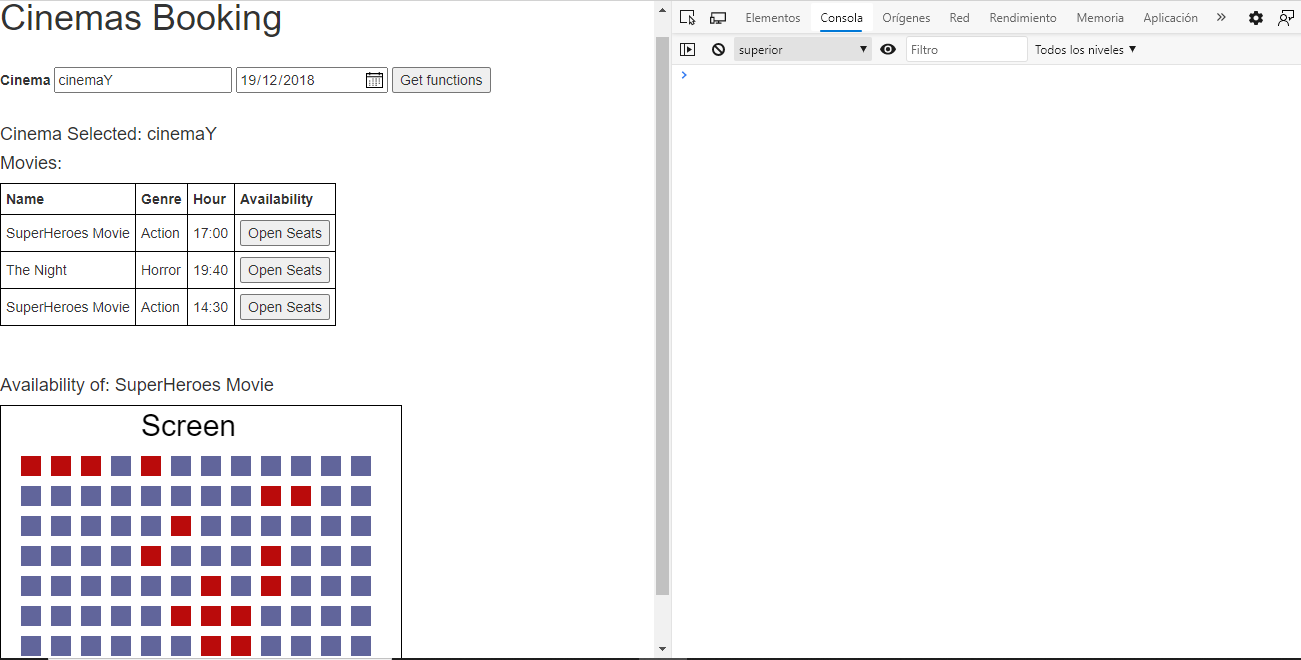 Cinemas Booking
Cinema cinemaY 19/12/2018 Get functions
Cinema Selected: cinemaY
Movies:
Name Genre Hour Availability
SuperHeroes Movie Action 17:00 Open Seats
The Night Horror 19:40 Open Seats
SuperHeroes Movie Action 14:30 Open Seats
Availability of: SuperHeroes Movie
Screen
Elementos Consola Orígenes Red Rendimiento Memoria Aplicación
superior Filtro Todos los niveles